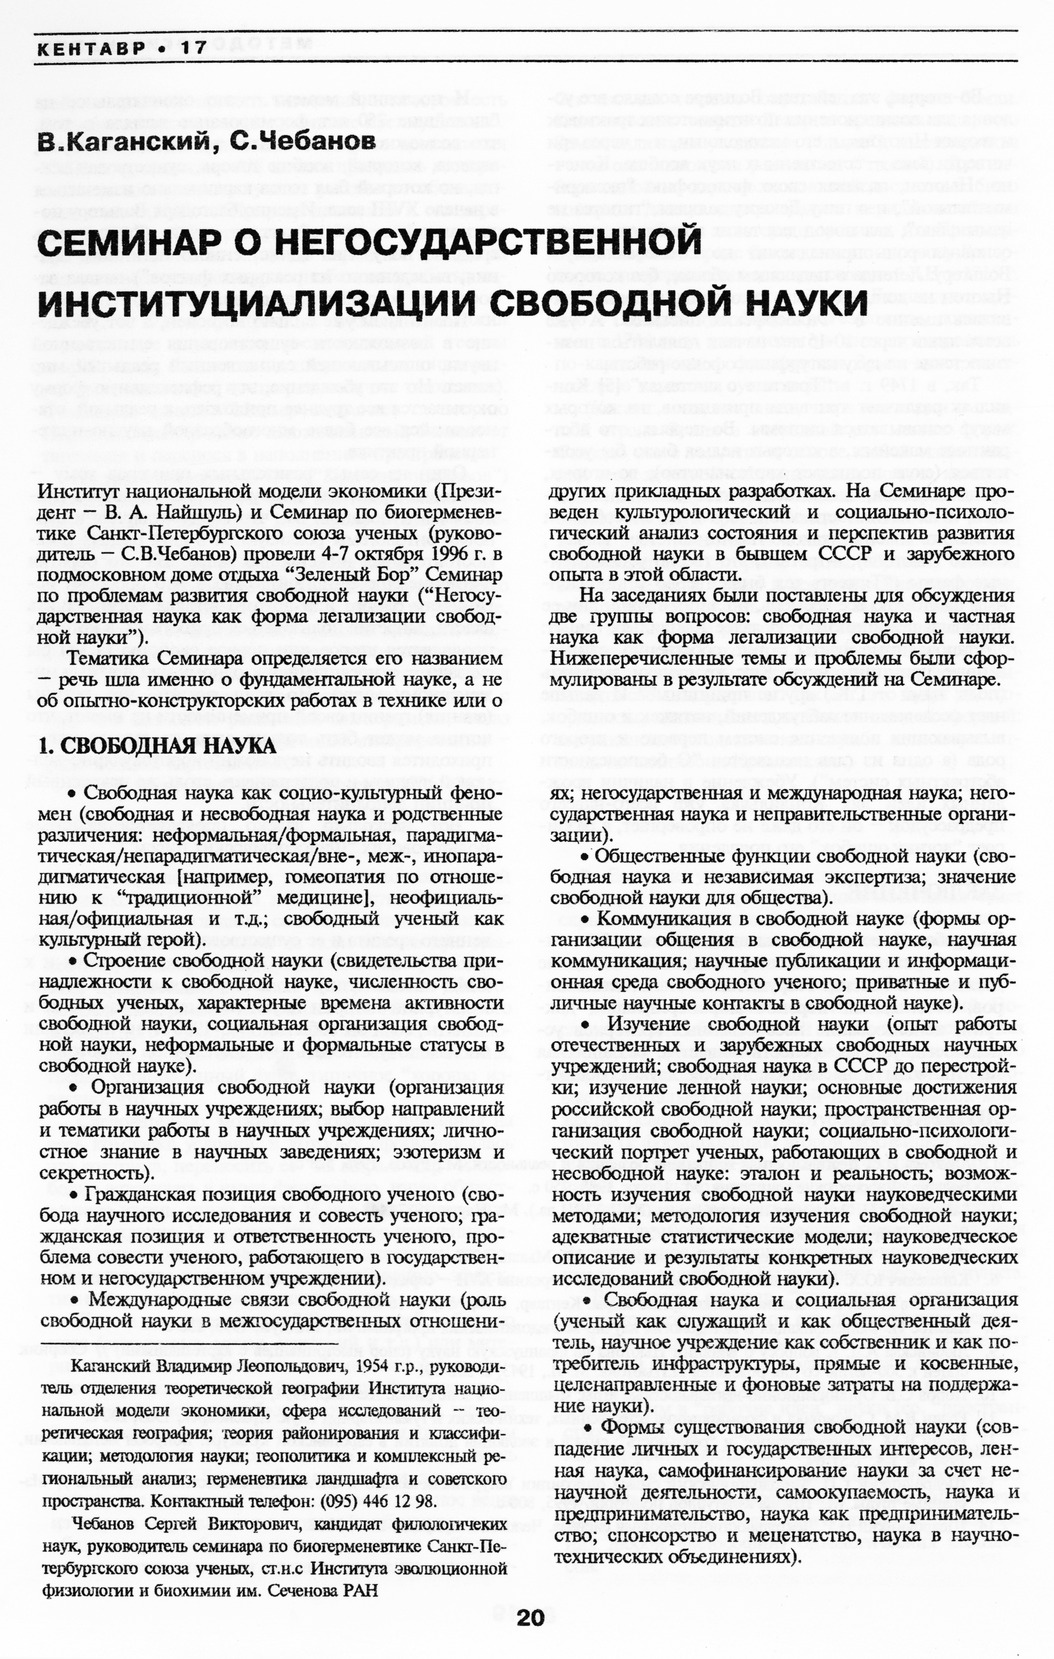 КЕНТАВР • 17
В.Каганский, С.Чебанов
СЕМИНАР О НЕГОСУДАРСТВЕННОЙ
ИНСТИТУЦИАЛИЗАЦИИ СВОБОДНОЙ НАУКИ
Институт национальной модели экономики (Прези-
дент — В. А. Найшуль) и Семинар по биогерменев-
тике Санкт-Петербургского союза ученых (руково-
дитель — С.В.Чебанов) провели 4-7 октября 1996 г. в
подмосковном доме отдыха “Зеленый Бор” Семинар
по проблемам развития свободной науки (“Негосу-
дарственная наука как форма легализации свобод-
ной науки”).
Тематика Семинара определяется его названием
— речь шла именно о фундаментальной науке, а не
об опытно-конструкторских работах в технике или о
других прикладных разработках. На Семинаре про-
веден культурологический и социально-психоло-
гический анализ состояния и перспектив развития
свободной науки в бывшем СССР и зарубежного
опыта в этой области.
На заседаниях были поставлены для обсуждения
две группы вопросов: свободная наука и частная
наука как форма легализации свободной науки.
Нижеперечисленные темы и проблемы были сфор-
мулированы в результате обсуждений на Семинаре.
1. СВОБОДНАЯ НАУКА
• Свободная наука как социо-культурный фено-
мен (свободная и несвободная наука и родственные
различия: неформальная/формальная, парадигма-
тическая/непарадигматическая/вне-, меж-, инопара-
дигматическая [например, гомеопатия по отноше-
нию к “традиционной” медицине], неофициаль-
ная/официальная и т.д.; свободный ученый как
культурный герой).
• Строение свободной науки (свидетельства при-
надлежности к свободной науке, численность сво-
бодных ученых, характерные времена активности
свободной науки, социальная организация свобод-
ной науки, неформальные и формальные статусы в
свободной науке).
• Организация свободной науки (организация
работы в научных учреждениях; выбор направлений
и тематики работы в научных учреждениях; лично-
стное знание в научных заведениях; эзотеризм и
секретность).
• Гражданская позиция свободного ученого (сво-
бода научного исследования и совесть ученого; гра-
жданская позиция и ответственность ученого, про-
блема совести ученого, работающего в государствен-
ном и негосударственном учреждении).
• Международные связи свободной науки (роль
свободной науки в межгосударственных отношени-
ях; негосударственная и международная наука; него-
сударственная наука и неправительственные органи-
зации).
• Общественные функции свободной науки (сво-
бодная наука и независимая экспертиза; значение
свободной науки для общества).
• Коммуникация в свободной науке (формы ор-
ганизации общения в свободной науке, научная
коммуникация; научные публикации и информаци-
онная среда свободного ученого; приватные и пуб-
личные научные контакты в свободной науке).
• Изучение свободной науки (опыт работы
отечественных и зарубежных свободных научных
учреждений; свободная наука в СССР до перестрой-
ки; изучение ленной науки; основные достижения
российской свободной науки; пространственная ор-
ганизация свободной науки; социально-психологи-
ческий портрет ученых, работающих в свободной и
несвободной науке: эталон и реальность; возмож-
ность изучения свободной науки науковедческими
методами; методология изучения свободной науки;
адекватные статистические модели; науковедческое
описание и результаты конкретных науковедческих
исследований свободной науки).
• Свободная наука и социальная организация
(ученый как служащий и как общественный дея-
тель, научное учреждение как собственник и как по-
требитель инфраструктуры, прямые и косвенные,
целенаправленные и фоновые затраты на поддержа-
ние науки).
• Формы существования свободной науки (сов-
падение личных и государственных интересов, лен-
ная наука, самофинансирование науки за счет не-
научной деятельности, самоокупаемость, наука и
предпринимательство, наука как предприниматель-
ство; спонсорство и меценатство, наука в научно-
технических объединениях).
Каганский Владимир Леопольдович, 1954 г.р., руководи-
тель отделения теоретической географии Института нацио-
нальной модели экономики, сфера исследований — тео-
ретическая география; теория районирования и классифи-
кации; методология науки; геополитика и комплексный ре-
гиональный анализ; герменевтика ландшафта и советского
пространства. Контактный телефон: (095) 446 12 98.
Чебанов Сергей Викторович, кандидат филологичеких
наук, руководитель семинара по биогерменевтике Санкт-Пе-
тербургского союза ученых, ст.н.с Института эволюционной
физиологии и биохимии им. Сеченова РАН
20